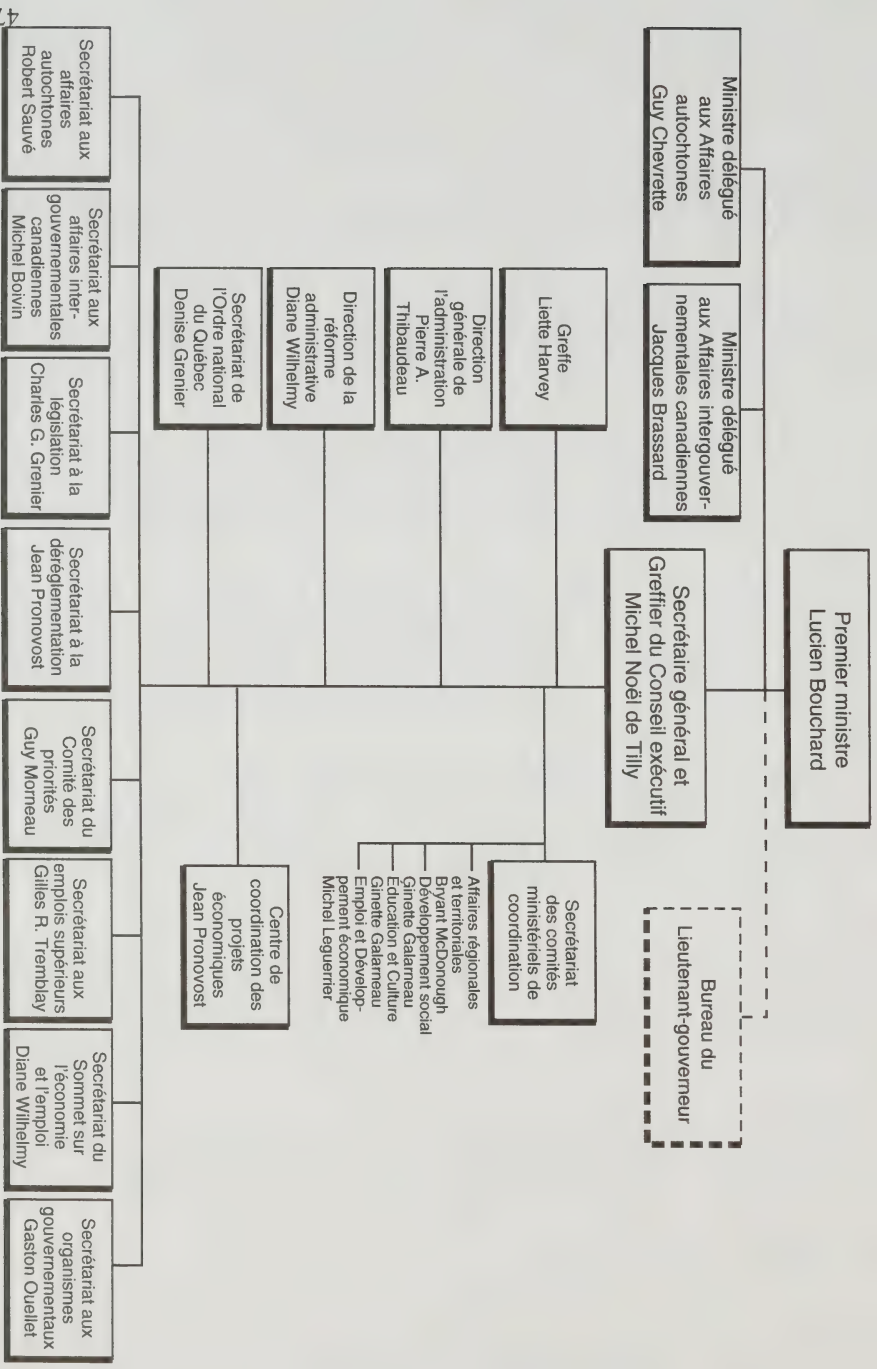 Premier ministre
Lucien Bouchard
Ministre délégué
aux Affaires
autochtones
Guy Chevrette
Ministre délégué
aux Affaires intergouver-
nementales canadiennes
Jacques Brassard
Bureau du
Lieutenant-gouverneur
Secrétaire général et
Greffier du Conseil exécutif
Michel Noël de Tilly
Greffe
Liette Harvey
Direction
générale de
l'administration
Pierre A.
Thibaudeau
Direction de la
réforme
administrative
Diane Wilhelmy
Secrétariat de
l'Ordre national
du Québec
Denise Grenier
Secrétariat
des comités
ministériels de
coordination
Affaires régionales
et territoriales
Bryant McDonough
Développement social
Ginette Galarneau
Éducation et Culture
Ginette Galarneau
Emploi et Dévelop-
pement économique
Michel Leguerrier
Centre de
coordination des
projets
économiques
Jean Pronovost
Secrétariat aux
affaires
autochtones
Robert Sauvé
Secrétariat aux
affaires inter-
gouvernementales
canadiennes
Michel Boivin
Secrétariat à la
législation
Charles G. Grenier
Secrétariat à la
déréglementation
Jean Pronovost
Secrétariat du
Comité des
priorités
Guy Morneau
Secrétariat aux
emplois supérieurs
Gilles R. Tremblay
Secrétariat du
Sommet sur
l'économie
et l'emploi
Diane Wilhelmy
Secrétariat aux
organismes
gouvernementaux
Gaston Ouellet